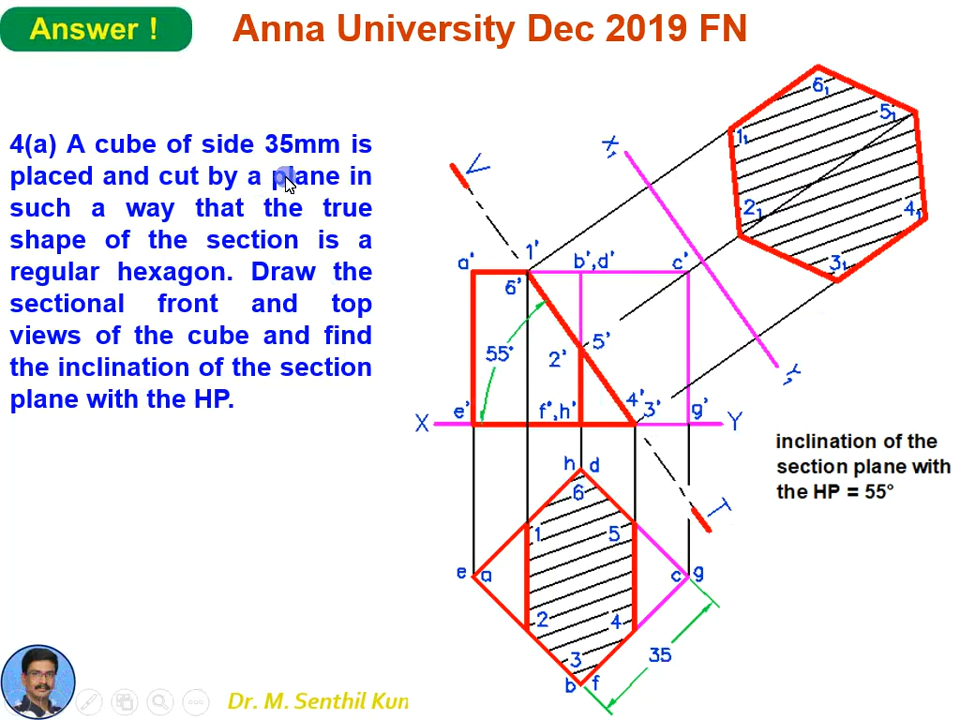 Answer !
Anna University Dec 2019 FN
4(a) A cube of side 35mm is
placed and cut by a plane in
such a way that the true
shape of the section is a
regular hexagon. Draw the
sectional front and top
views of the cube and find
the inclination of the section
plane with the HP.
6₁
5₁
1₁
2₁
4₁
3₁
X₁
V
a' 1' b',d' c'
6'
55°
5'
2'
4' 3'
X e' f',h' g' Y
Y₁
inclination of the
section plane with
the HP = 55°
T
h d
6
1 5
e a c g
2 4
3
b f
35
Dr. M. Senthil Kun